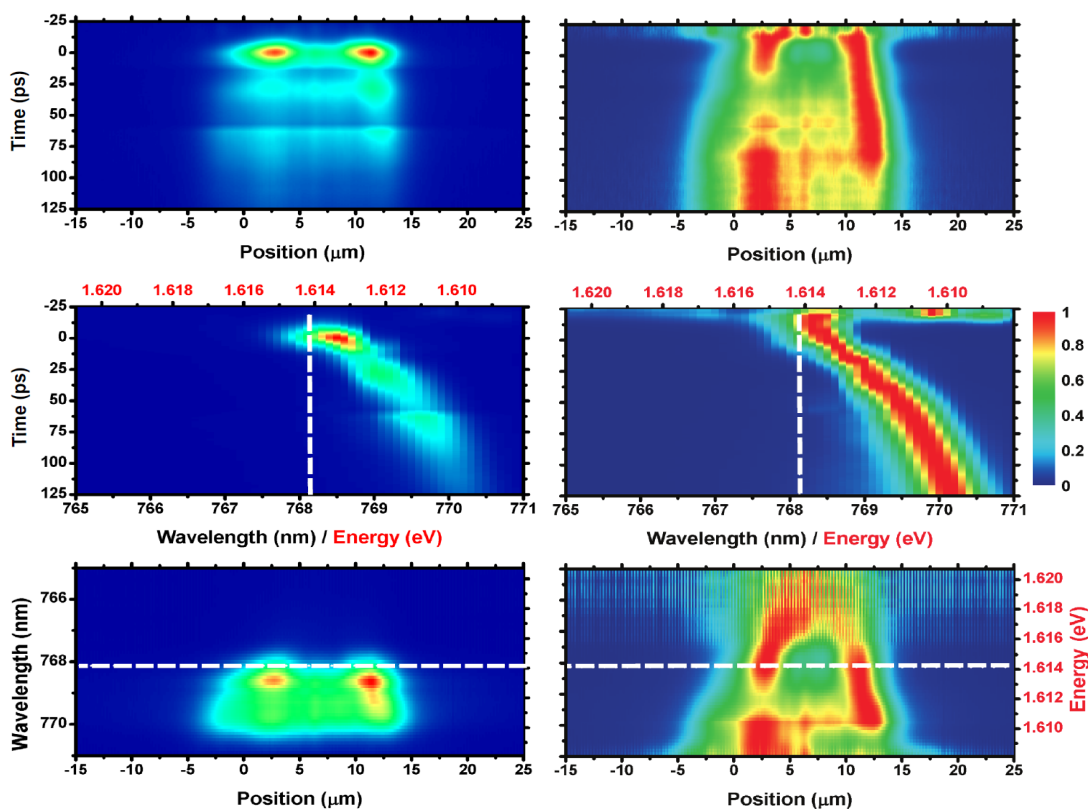 -25
0
25
50
75
100
125
Time (ps)
-15 -10 -5 0 5 10 15 20 25
Position (μm)
-15 -10 -5 0 5 10 15 20 25
Position (μm)
1.620 1.618 1.616 1.614 1.612 1.610
1.620 1.618 1.616 1.614 1.612 1.610
-25
0
25
50
75
100
125
Time (ps)
765 766 767 768 769 770 771
Wavelength (nm) / Energy (eV)
765 766 767 768 769 770 771
Wavelength (nm) / Energy (eV)
1
0.8
0.6
0.4
0.2
0
766
768
770
Wavelength (nm)
-15 -10 -5 0 5 10 15 20 25
Position (μm)
-15 -10 -5 0 5 10 15 20 25
Position (μm)
1.620
1.618
1.616
1.614
1.612
1.610
Energy (eV)